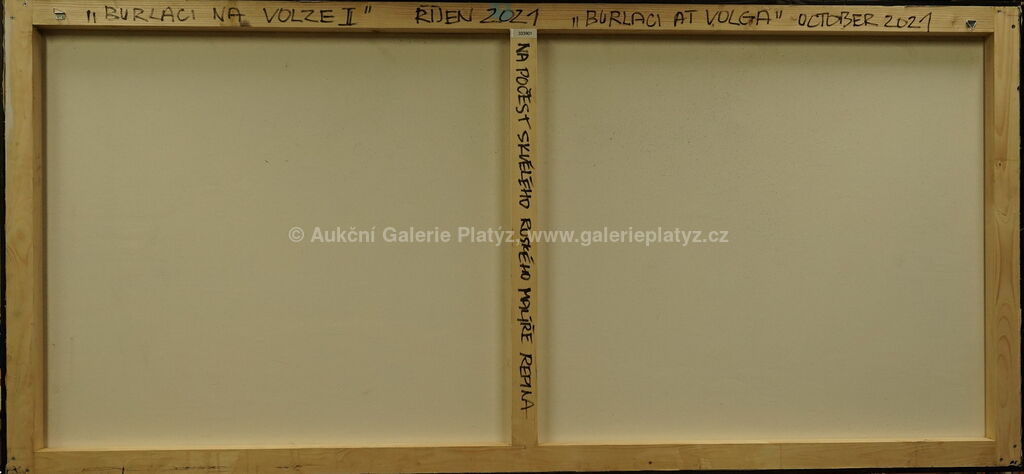 „BURLACI NA VOLZE II" ŘÍJEN 2021 „BURLACI AT VOLGA" OCTOBER 2021
333901
NA POČEST SKVĚLÉHO RUSKÉHO MALÍŘE REPINA
© Aukční Galerie Platýz, www.galerieplatyz.cz